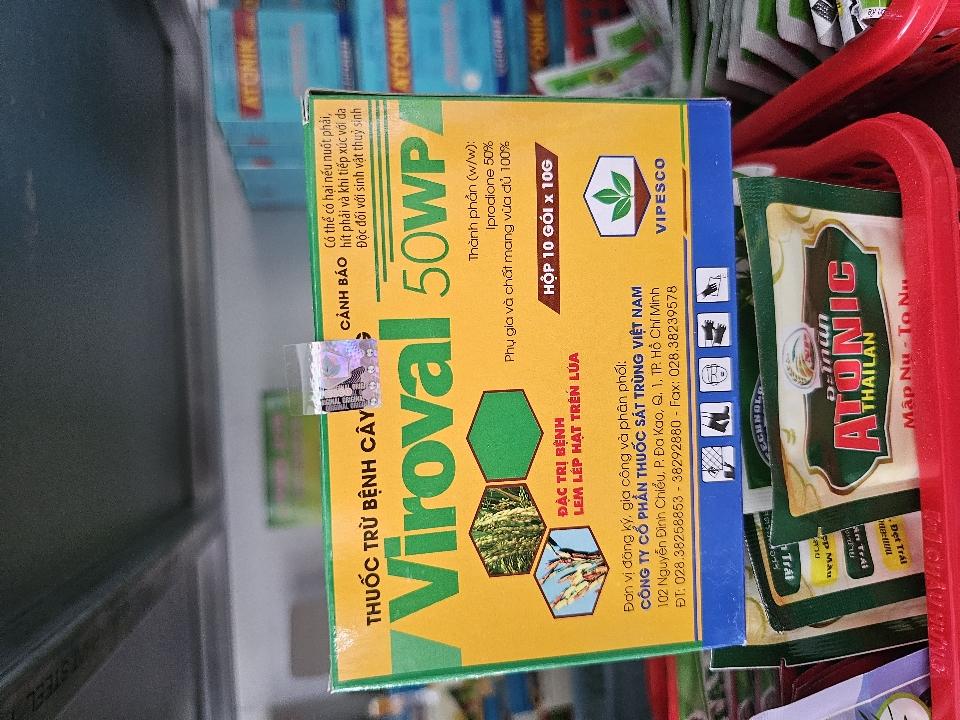 THUỐC TRỪ BỆNH CÂY
CẢNH BÁO
Có thể có hại nếu nuốt phải,
hít phải và khi tiếp xúc với da
Độc đối với sinh vật thuỷ sinh
Viroval 50WP
Thành phần (w/w):
Iprodione 50%
Phụ gia và chất mang vừa đủ 100%
HỘP 10 GÓI x 10G
ĐẶC TRỊ BỆNH
LEM LÉP HẠT TRÊN LÚA
VIPESCO
Đơn vị đăng ký, gia công và phân phối:
CÔNG TY CỔ PHẦN THUỐC SÁT TRÙNG VIỆT NAM
102 Nguyễn Đình Chiểu, P. Đa Kao, Q. 1, TP. Hồ Chí Minh
ĐT: 028.38258853 - 38292880 - Fax: 028.38239578
ORIGINAL ORIGINAL
ATONIK
ATONIK
ATONIC
THAILAN